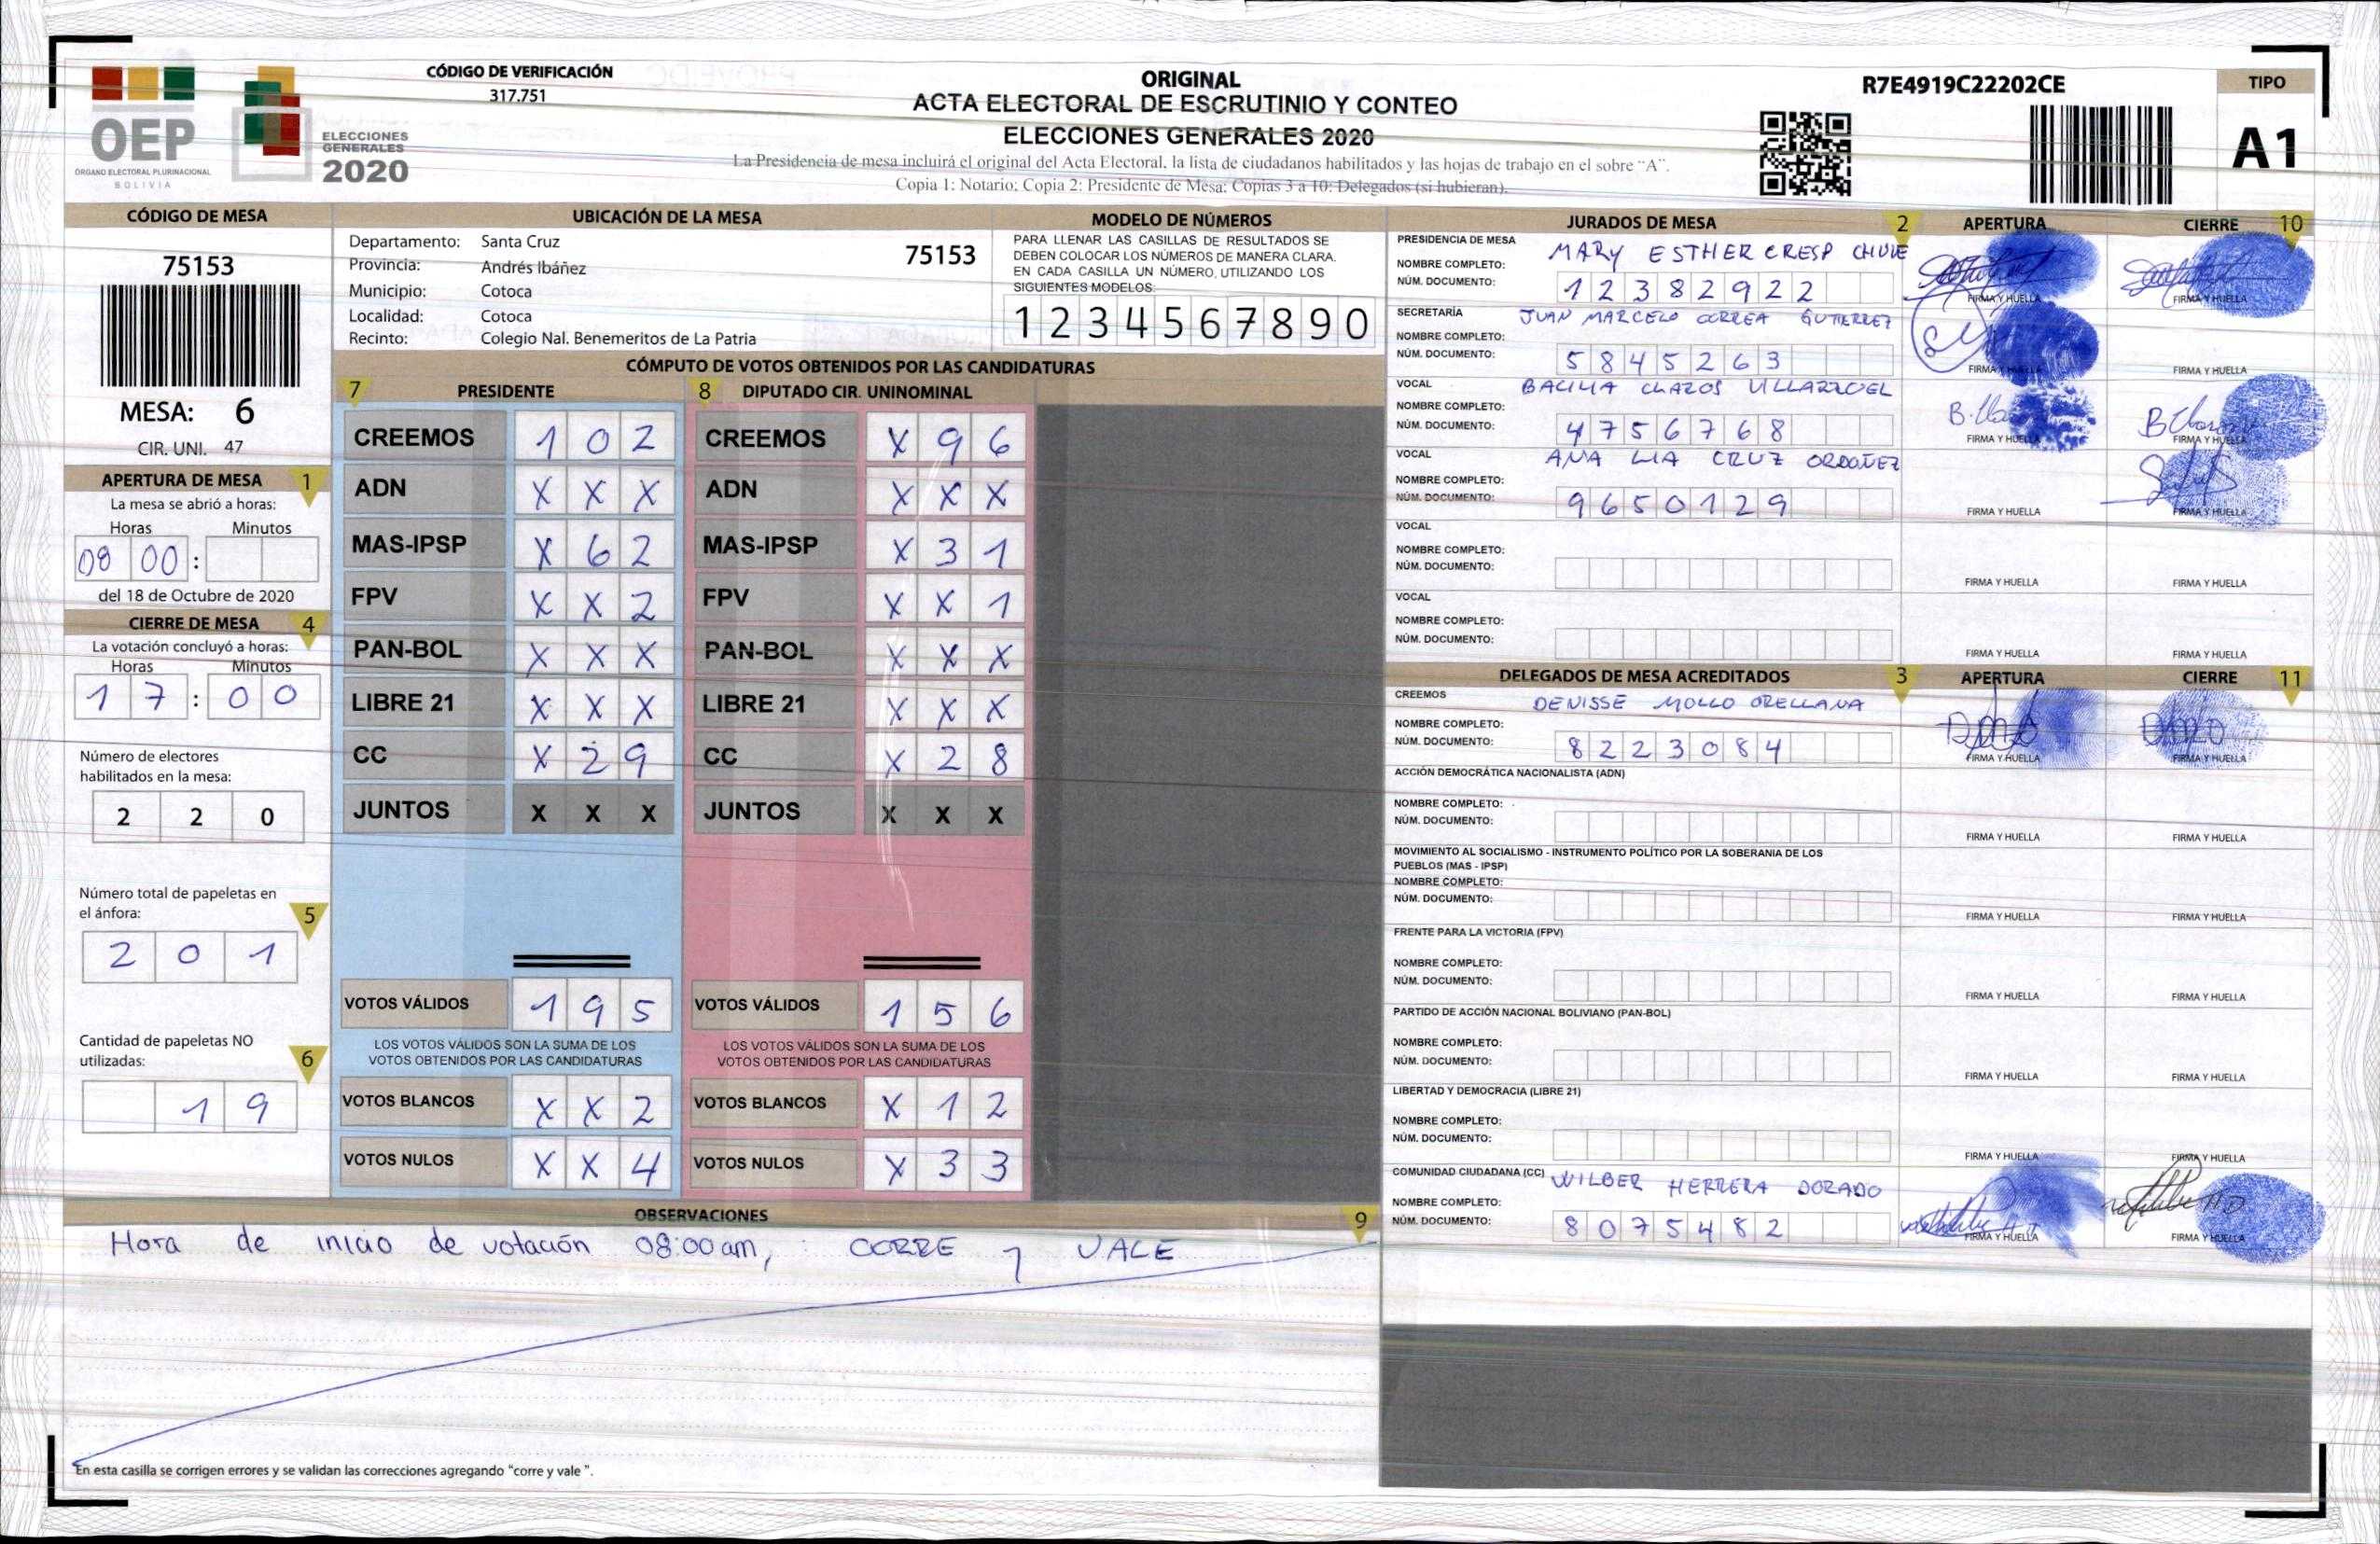 CÓDIGO DE VERIFICACIÓN
317.751
ORIGINAL
ACTA ELECTORAL DE ESCRUTINIO Y CONTEO
ELECCIONES GENERALES 2020
La Presidencia de mesa incluirá el original del Acta Electoral, la lista de ciudadanos habilitados y las hojas de trabajo en el sobre "A".
Copia 1: Notario; Copia 2: Presidente de Mesa; Copias 3 a 10: Delegados (si hubieran).
R7E4919C22202CE
TIPO
A1
OEP
ÓRGANO ELECTORAL PLURINACIONAL
BOLIVIA
ELECCIONES
GENERALES
2020
CÓDIGO DE MESA
75153
MESA: 6
CIR. UNI. 47
APERTURA DE MESA 1
La mesa se abrió a horas:
Horas Minutos
08 00 :
del 18 de Octubre de 2020
CIERRE DE MESA 4
La votación concluyó a horas:
Horas Minutos
1 7 : 0 0
Número de electores
habilitados en la mesa:
2 2 0
Número total de papeletas en
el ánfora: 5
2 0 1
Cantidad de papeletas NO
utilizadas: 6
1 9
UBICACIÓN DE LA MESA
Departamento: Santa Cruz 75153
Provincia: Andrés Ibáñez
Municipio: Cotoca
Localidad: Cotoca
Recinto: Colegio Nal. Benemeritos de La Patria
MODELO DE NÚMEROS
PARA LLENAR LAS CASILLAS DE RESULTADOS SE
DEBEN COLOCAR LOS NÚMEROS DE MANERA CLARA.
EN CADA CASILLA UN NÚMERO, UTILIZANDO LOS
SIGUIENTES MODELOS:
1 2 3 4 5 6 7 8 9 0
CÓMPUTO DE VOTOS OBTENIDOS POR LAS CANDIDATURAS
7 PRESIDENTE
CREEMOS 1 0 2
ADN X X X
MAS-IPSP X 6 2
FPV X X 2
PAN-BOL X X X
LIBRE 21 X X X
CC X 2 9
JUNTOS X X X
VOTOS VÁLIDOS 1 9 5
LOS VOTOS VÁLIDOS SON LA SUMA DE LOS
VOTOS OBTENIDOS POR LAS CANDIDATURAS
VOTOS BLANCOS X X 2
VOTOS NULOS X X 4
8 DIPUTADO CIR. UNINOMINAL
CREEMOS X 9 6
ADN X X X
MAS-IPSP X 3 1
FPV X X 1
PAN-BOL X X X
LIBRE 21 X X X
CC X 2 8
JUNTOS X X X
VOTOS VÁLIDOS 1 5 6
LOS VOTOS VÁLIDOS SON LA SUMA DE LOS
VOTOS OBTENIDOS POR LAS CANDIDATURAS
VOTOS BLANCOS X 1 2
VOTOS NULOS X 3 3
OBSERVACIONES 9
Hora de inicio de votación 08:00 am, : CORRE y VALE
En esta casilla se corrigen errores y se validan las correcciones agregando "corre y vale ".
JURADOS DE MESA 2 APERTURA CIERRE 10
PRESIDENCIA DE MESA
NOMBRE COMPLETO: MARY ESTHER CRESP
NÚM. DOCUMENTO: 1 2 3 8 2 9 2 2
FIRMA Y HUELLA FIRMA Y HUELLA
SECRETARÍA
NOMBRE COMPLETO: JUAN MARCELO CORREA GUTIERREZ
NÚM. DOCUMENTO: 5 8 4 5 2 6 3
FIRMA Y HUELLA FIRMA Y HUELLA
VOCAL
NOMBRE COMPLETO: BACILIA CLAROS VILLARROEL
NÚM. DOCUMENTO: 4 7 5 6 7 6 8
FIRMA Y HUELLA FIRMA Y HUELLA
VOCAL
NOMBRE COMPLETO: ANA LIA CRUZ ORDOÑEZ
NÚM. DOCUMENTO: 9 6 5 0 1 2 9
FIRMA Y HUELLA FIRMA Y HUELLA
VOCAL
NOMBRE COMPLETO:
NÚM. DOCUMENTO:
FIRMA Y HUELLA FIRMA Y HUELLA
VOCAL
NOMBRE COMPLETO:
NÚM. DOCUMENTO:
FIRMA Y HUELLA FIRMA Y HUELLA
DELEGADOS DE MESA ACREDITADOS 3 APERTURA CIERRE 11
CREEMOS
NOMBRE COMPLETO: DENISSE MOLLO ORELLANA
NÚM. DOCUMENTO: 8 2 2 3 0 8 4
FIRMA Y HUELLA FIRMA Y HUELLA
ACCIÓN DEMOCRÁTICA NACIONALISTA (ADN)
NOMBRE COMPLETO:
NÚM. DOCUMENTO:
FIRMA Y HUELLA FIRMA Y HUELLA
MOVIMIENTO AL SOCIALISMO - INSTRUMENTO POLÍTICO POR LA SOBERANIA DE LOS
PUEBLOS (MAS - IPSP)
NOMBRE COMPLETO:
NÚM. DOCUMENTO:
FIRMA Y HUELLA FIRMA Y HUELLA
FRENTE PARA LA VICTORIA (FPV)
NOMBRE COMPLETO:
NÚM. DOCUMENTO:
FIRMA Y HUELLA FIRMA Y HUELLA
PARTIDO DE ACCIÓN NACIONAL BOLIVIANO (PAN-BOL)
NOMBRE COMPLETO:
NÚM. DOCUMENTO:
FIRMA Y HUELLA FIRMA Y HUELLA
LIBERTAD Y DEMOCRACIA (LIBRE 21)
NOMBRE COMPLETO:
NÚM. DOCUMENTO:
FIRMA Y HUELLA FIRMA Y HUELLA
COMUNIDAD CIUDADANA (CC)
NOMBRE COMPLETO: WILBER HERRERA DORADO
NÚM. DOCUMENTO: 8 0 7 5 4 8 2
FIRMA Y HUELLA FIRMA Y HUELLA